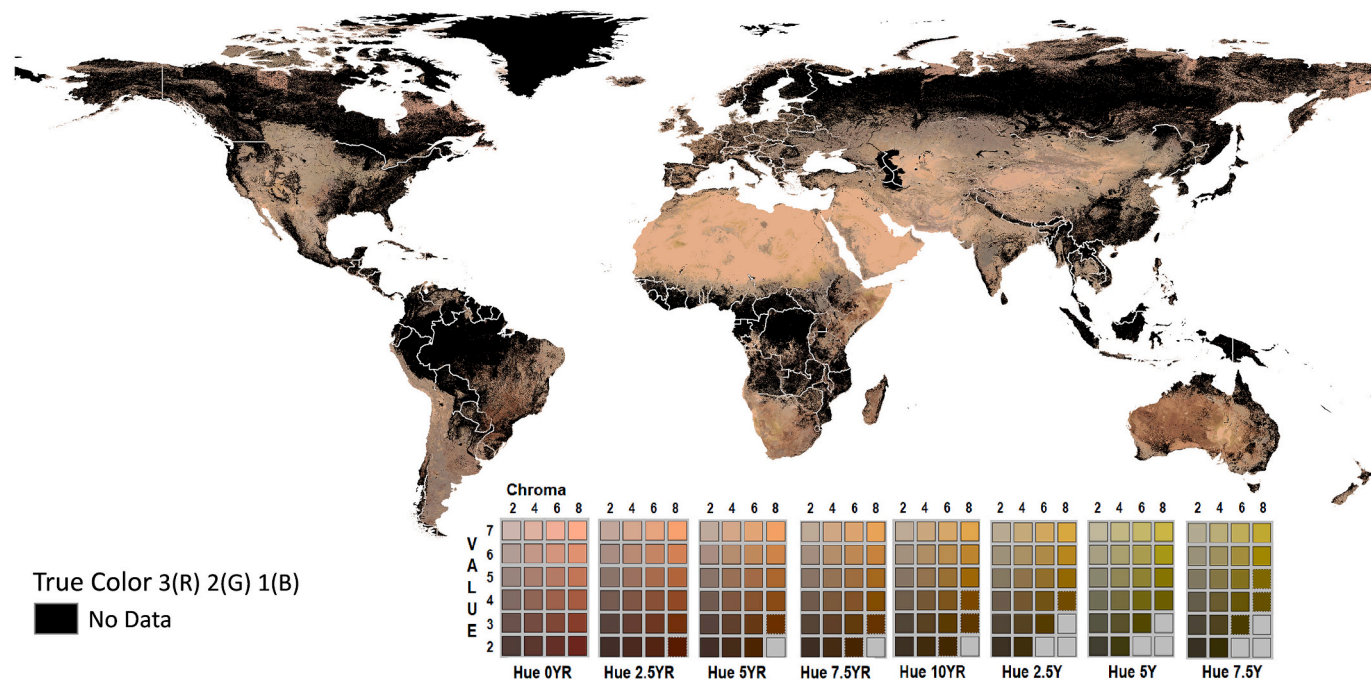 Chroma
2 4 6 8 2 4 6 8 2 4 6 8 2 4 6 8 2 4 6 8 2 4 6 8 2 4 6 8 2 4 6 8
VALUE
7
6
5
4
3
2
Hue 0YR Hue 2.5YR Hue 5YR Hue 7.5YR Hue 10YR Hue 2.5Y Hue 5Y Hue 7.5Y
True Color 3(R) 2(G) 1(B)
No Data